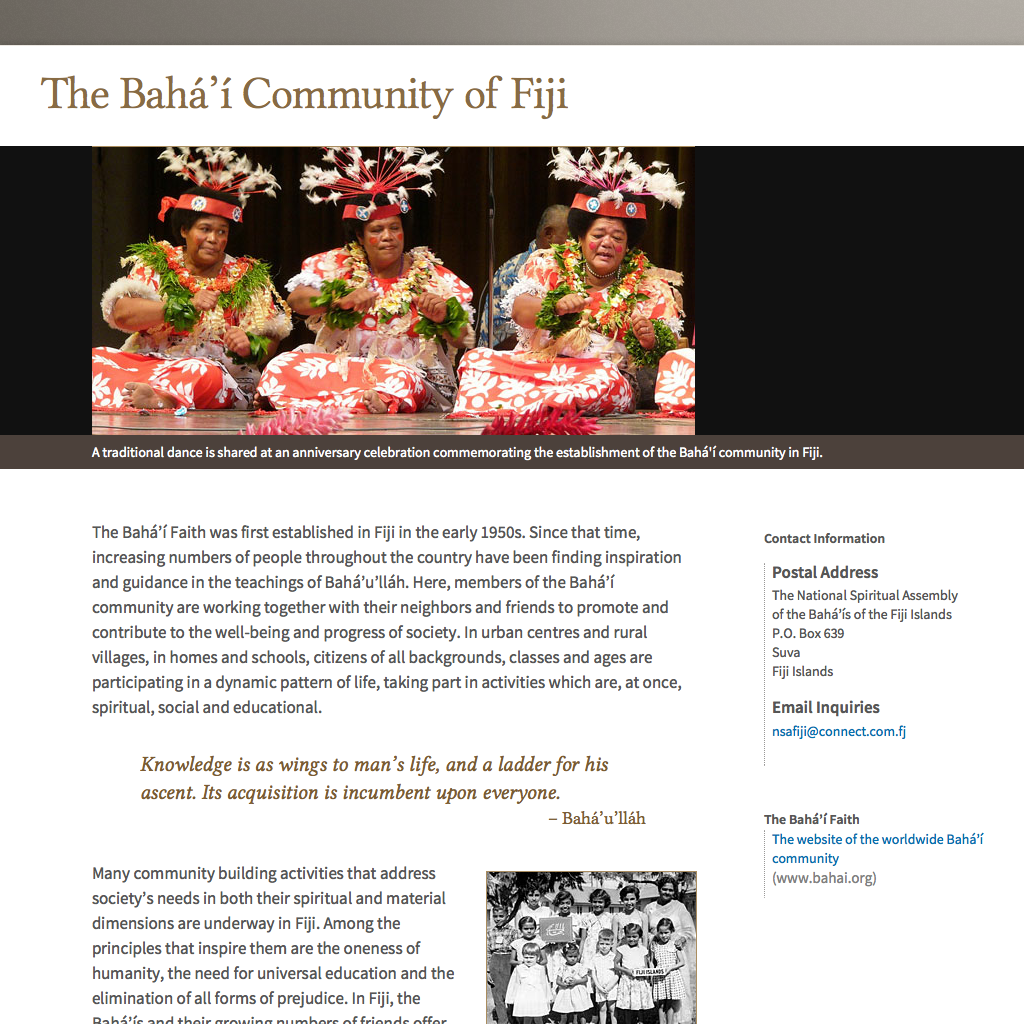 The Bahá’í Community of Fiji
A traditional dance is shared at an anniversary celebration commemorating the establishment of the Bahá'í community in Fiji.
The Bahá’í Faith was first established in Fiji in the early 1950s. Since that time,
increasing numbers of people throughout the country have been finding inspiration
and guidance in the teachings of Bahá’u’lláh. Here, members of the Bahá’í
community are working together with their neighbors and friends to promote and
contribute to the well-being and progress of society. In urban centres and rural
villages, in homes and schools, citizens of all backgrounds, classes and ages are
participating in a dynamic pattern of life, taking part in activities which are, at once,
spiritual, social and educational.
Knowledge is as wings to man’s life, and a ladder for his
ascent. Its acquisition is incumbent upon everyone.
– Bahá’u’lláh
Many community building activities that address
society’s needs in both their spiritual and material
dimensions are underway in Fiji. Among the
principles that inspire them are the oneness of
humanity, the need for universal education and the
elimination of all forms of prejudice. In Fiji, the
Bahá’ís and their growing numbers of friends offer
FIJI ISLANDS
Contact Information
Postal Address
The National Spiritual Assembly
of the Bahá’ís of the Fiji Islands
P.O. Box 639
Suva
Fiji Islands
Email Inquiries
nsafiji@connect.com.fj
The Bahá’í Faith
The website of the worldwide Bahá’í
community
(www.bahai.org)